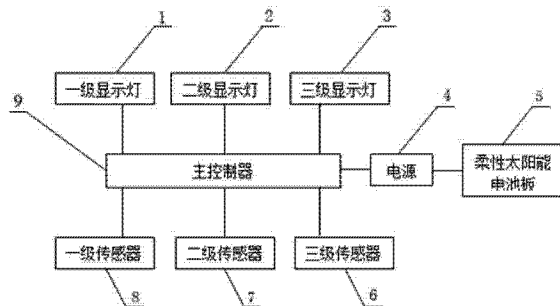 1
2
3
一级显示灯
二级显示灯
三级显示灯
4
5
9
主控制器
电源
柔性太阳能
电池板
一级传感器
二级传感器
三级传感器
8
7
6